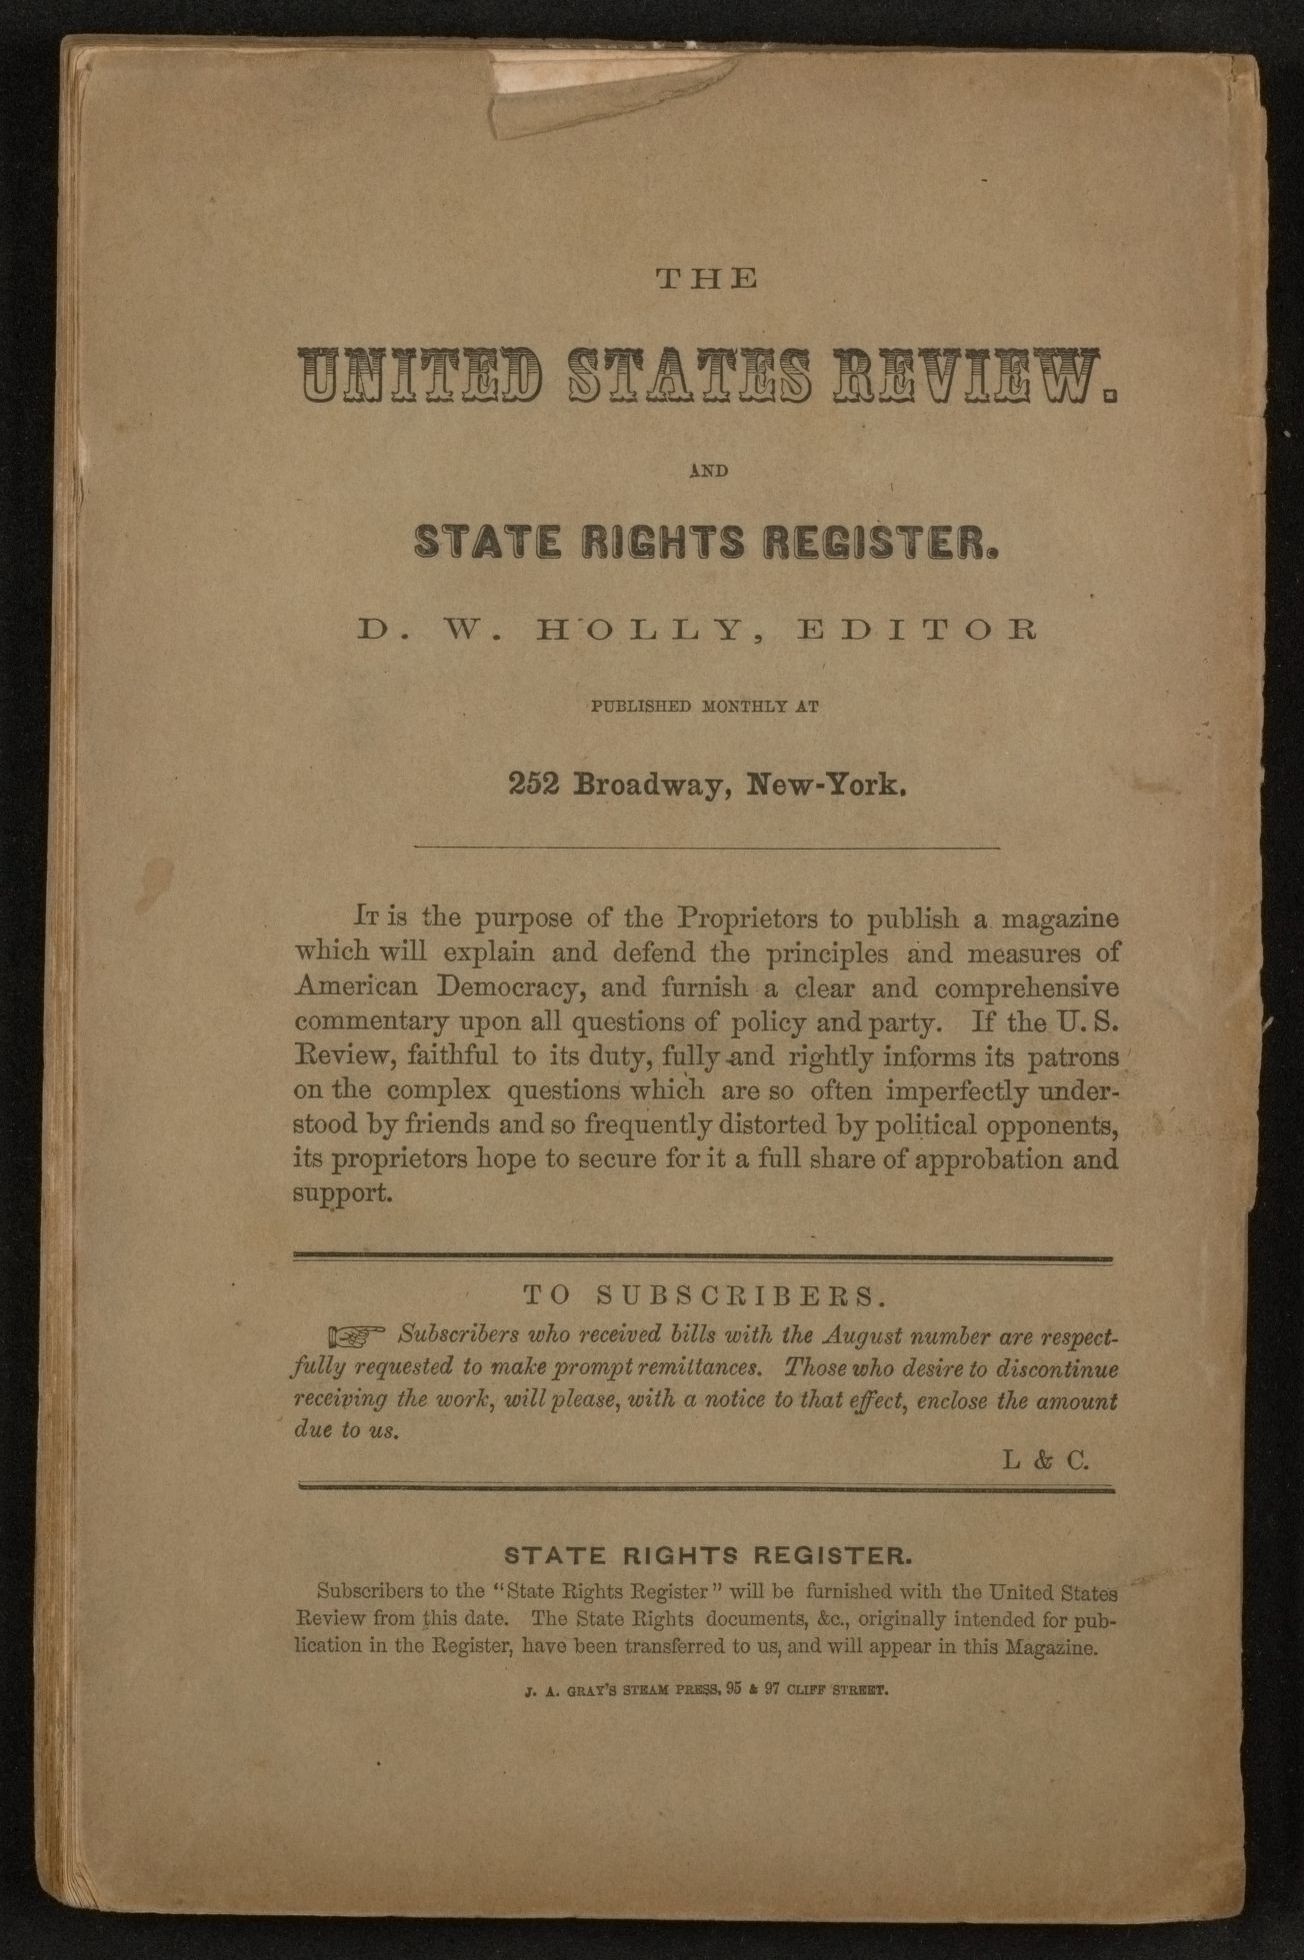 THE
UNITED STATES REVIEW.
AND
STATE RIGHTS REGISTER.
D. W. HOLLY, EDITOR
PUBLISHED MONTHLY AT
252 Broadway, New-York.
IT is the purpose of the Proprietors to publish a magazine
which will explain and defend the principles and measures of
American Democracy, and furnish a clear and comprehensive
commentary upon all questions of policy and party. If the U. S.
Review, faithful to its duty, fully and rightly informs its patrons
on the complex questions which are so often imperfectly under-
stood by friends and so frequently distorted by political opponents,
its proprietors hope to secure for it a full share of approbation and
support.
TO SUBSCRIBERS.
☞ Subscribers who received bills with the August number are respect-
fully requested to make prompt remittances. Those who desire to discontinue
receiving the work, will please, with a notice to that effect, enclose the amount
due to us.
L & C.
STATE RIGHTS REGISTER.
Subscribers to the "State Rights Register" will be furnished with the United States
Review from this date. The State Rights documents, &c., originally intended for pub-
lication in the Register, have been transferred to us, and will appear in this Magazine.
J. A. GRAY'S STEAM PRESS, 95 & 97 CLIFF STREET.